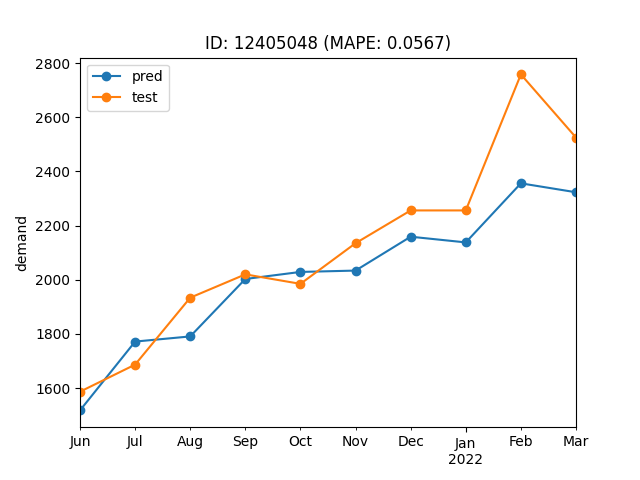 ID: 12405048 (MAPE: 0.0567)
pred
test
demand
2800
2600
2400
2200
2000
1800
1600
Jun Jul Aug Sep Oct Nov Dec Jan Feb Mar
2022